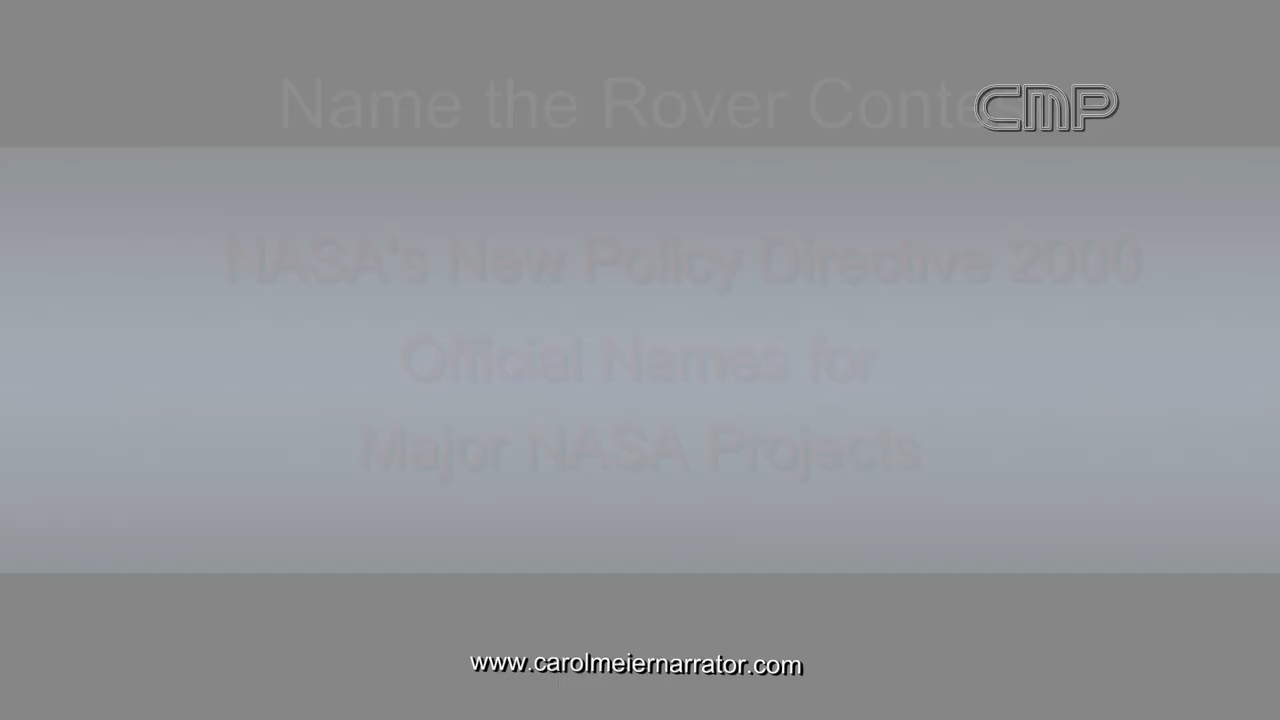 Name the Rover Conte
CMP
NASA's New Policy Directive 2000
Official Names for
Major NASA Projects
www.carolmeiernarrator.com